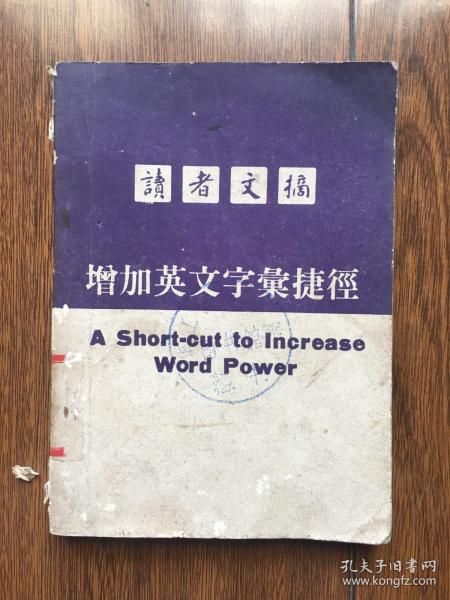 讀者文摘
增加英文字彙捷徑
A Short-cut to Increase
Word Power
孔夫子旧书网
www.kongfz.com